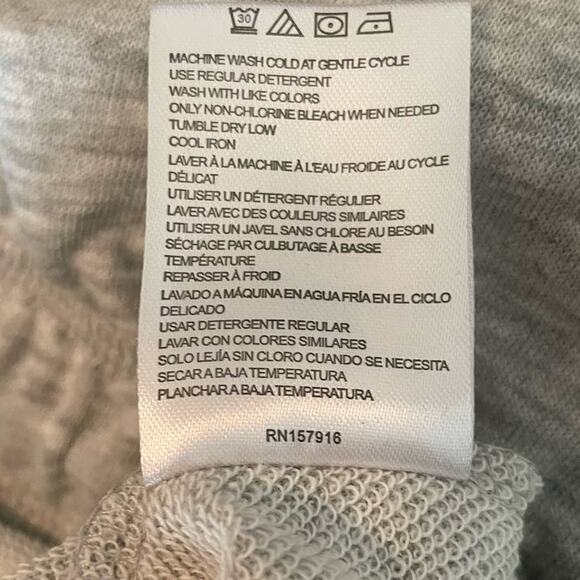 30
MACHINE WASH COLD AT GENTLE CYCLE
USE REGULAR DETERGENT
WASH WITH LIKE COLORS
ONLY NON-CHLORINE BLEACH WHEN NEEDED
TUMBLE DRY LOW
COOL IRON
LAVER À LA MACHINE À L'EAU FROIDE AU CYCLE
DÉLICAT
UTILISER UN DÉTERGENT RÉGULIER
LAVER AVEC DES COULEURS SIMILAIRES
UTILISER UN JAVEL SANS CHLORE AU BESOIN
SÉCHAGE PAR CULBUTAGE À BASSE
TEMPÉRATURE
REPASSER À FROID
LAVADO A MÁQUINA EN AGUA FRÍA EN EL CICLO
DELICADO
USAR DETERGENTE REGULAR
LAVAR CON COLORES SIMILARES
SOLO LEJÍA SIN CLORO CUANDO SE NECESITA
SECAR A BAJA TEMPERATURA
PLANCHAR A BAJA TEMPERATURA
RN157916